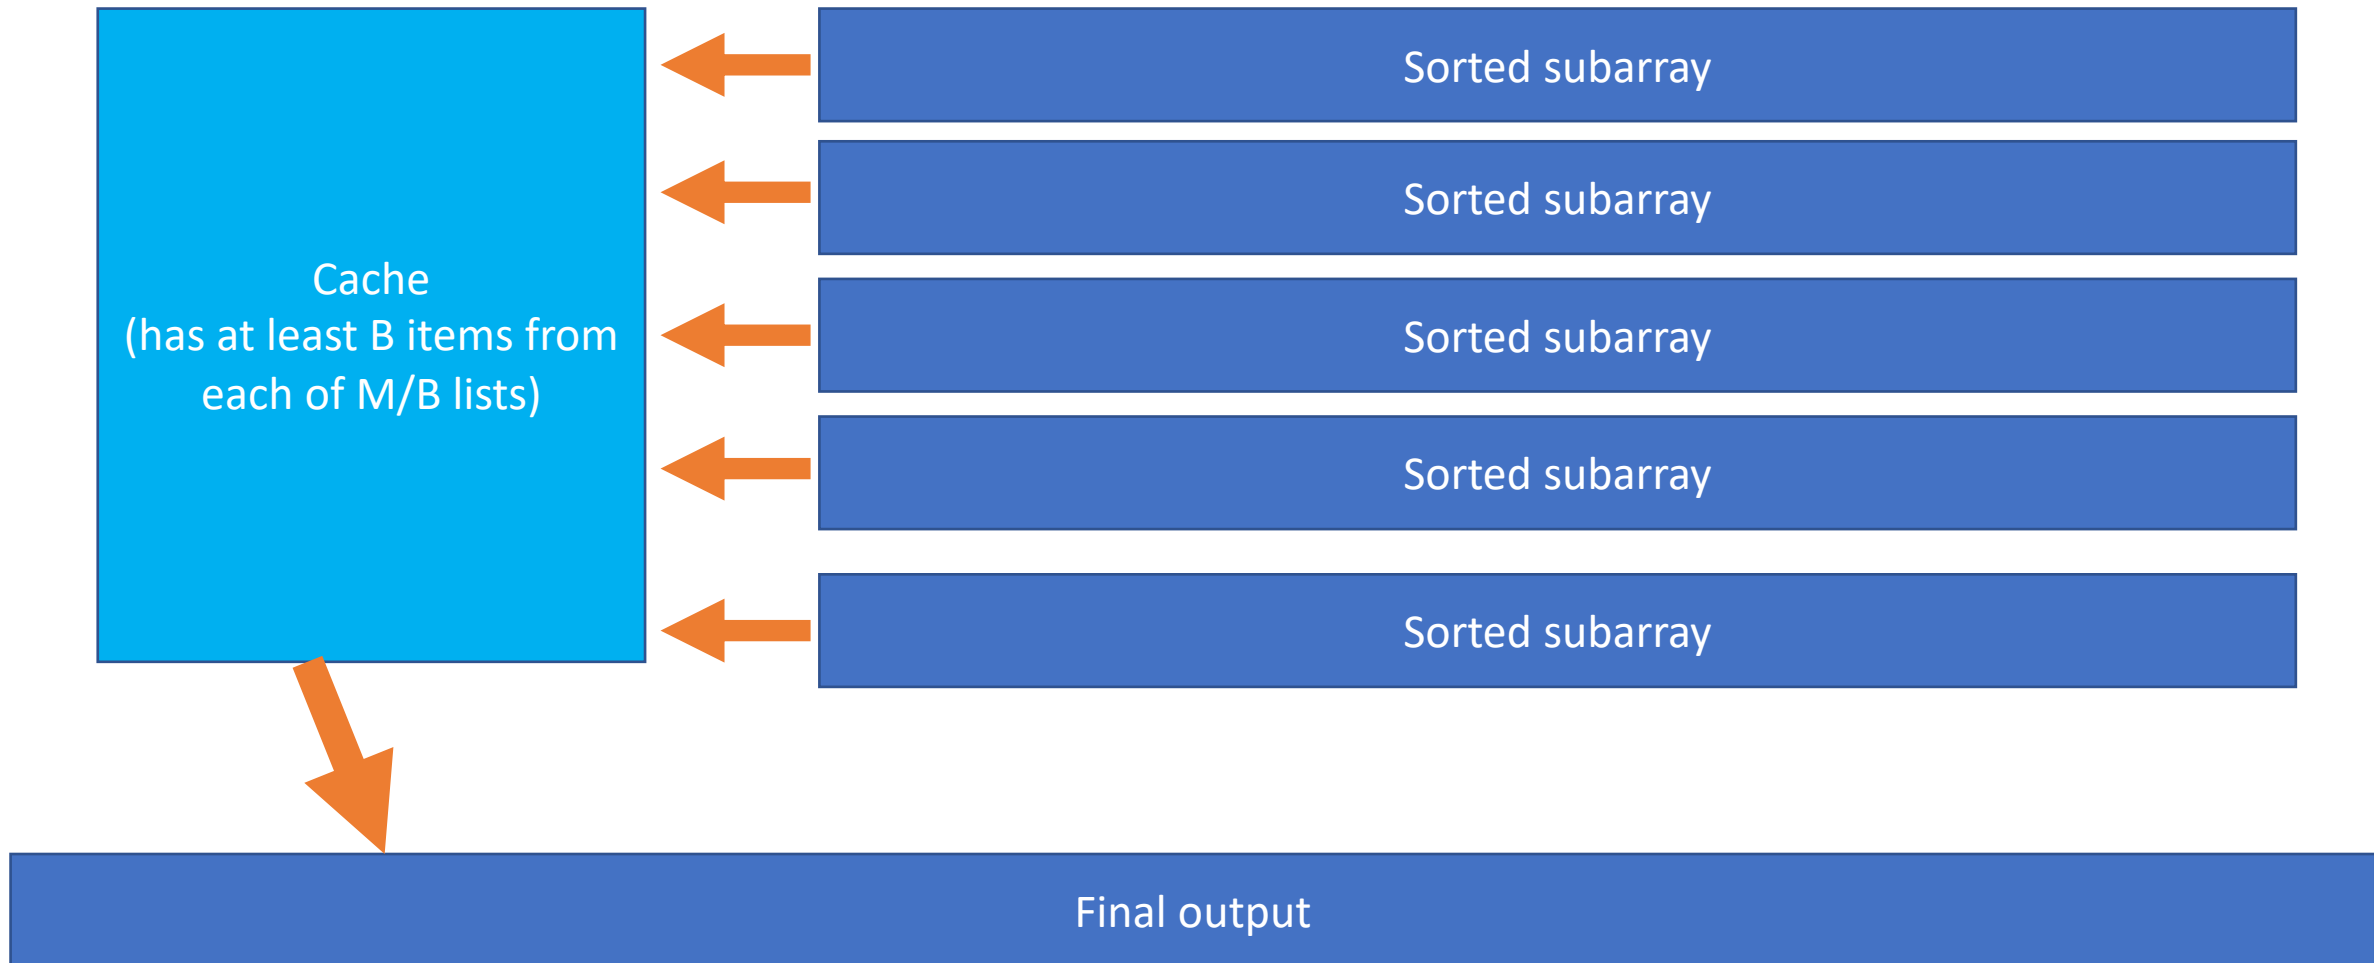 Cache
(has at least B items from
each of M/B lists)
Sorted subarray
Sorted subarray
Sorted subarray
Sorted subarray
Sorted subarray
Final output